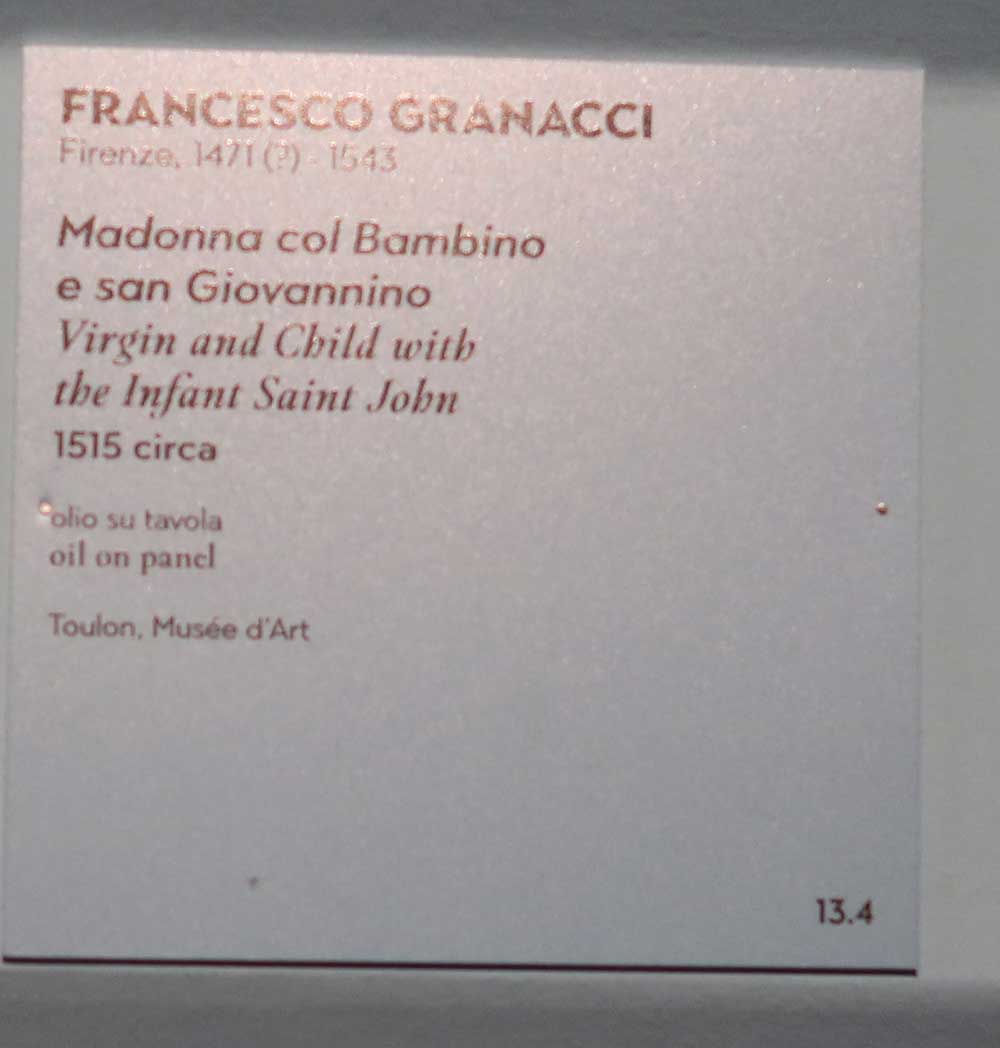 FRANCESCO GRANACCI
Firenze, 1471 (?) - 1543
Madonna col Bambino
e san Giovannino
Virgin and Child with
the Infant Saint John
1515 circa
olio su tavola
oil on panel
Toulon, Musée d'Art
13.4